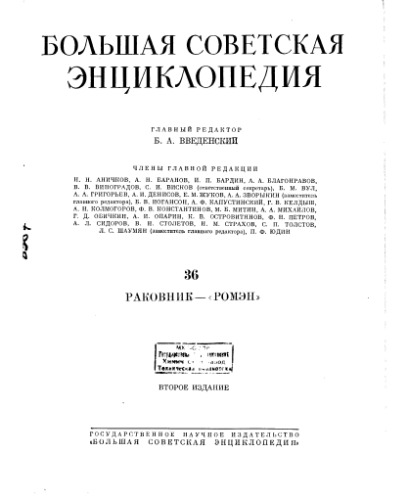 БОЛЬШАЯ СОВЕТСКАЯ
ЭНЦИКЛОПЕДИЯ
ГЛАВНЫЙ РЕДАКТОР
Б. А. ВВЕДЕНСКИЙ
ЧЛЕНЫ ГЛАВНОЙ РЕДАКЦИИ
Н. Н. АНИЧКОВ, А. Н. БАРАНОВ, И. П. БАРДИН, А. А. БЛАГОНРАВОВ,
В. В. ВИНОГРАДОВ, С. И. ВИСКОВ (ответственный секретарь), Б. М. ВУЛ,
А. А. ГРИГОРЬЕВ, А. И. ДЕНИСОВ, Е. М. ЖУКОВ, А. А. ЗВОРЫКИН (заместитель
главного редактора), Б. В. ИОГАНСОН, А. Ф. КАПУСТИНСКИЙ, Г. В. КЕЛДЫШ,
А. Н. КОЛМОГОРОВ, Ф. В. КОНСТАНТИНОВ, М. Б. МИТИН, А. А. МИХАЙЛОВ,
Г. Д. ОБИЧКИН, А. И. ОПАРИН, К. В. ОСТРОВИТЯНОВ, Ф. Н. ПЕТРОВ,
А. Л. СИДОРОВ, В. Н. СТОЛЕТОВ, Н. М. СТРАХОВ, С. П. ТОЛСТОВ,
Л. С. ШАУМЯН (заместитель главного редактора), П. Ф. ЮДИН
36
РАКОВНИК — «РОМЭН»
ВТОРОЕ ИЗДАНИЕ
ГОСУДАРСТВЕННОЕ НАУЧНОЕ ИЗДАТЕЛЬСТВО
«БОЛЬШАЯ СОВЕТСКАЯ ЭНЦИКЛОПЕДИЯ»